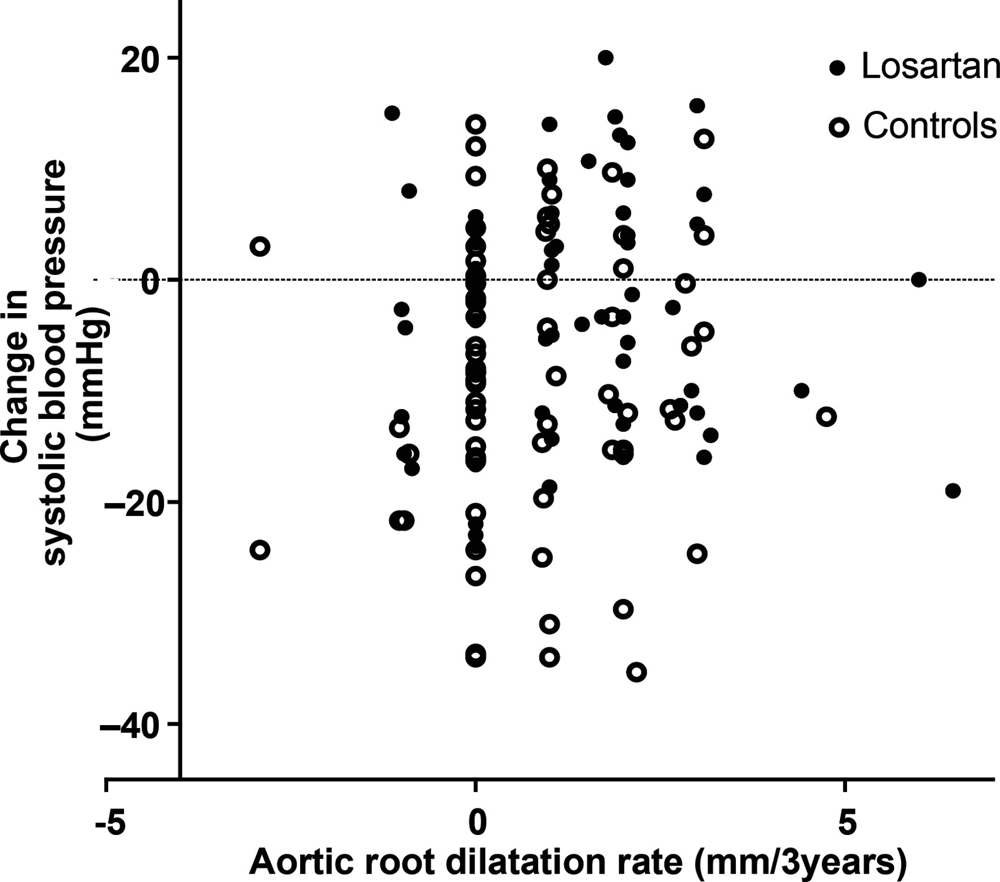 20
Losartan
Controls
0
–20
–40
Change in
systolic blood pressure
(mmHg)
-5
0
5
Aortic root dilatation rate (mm/3years)